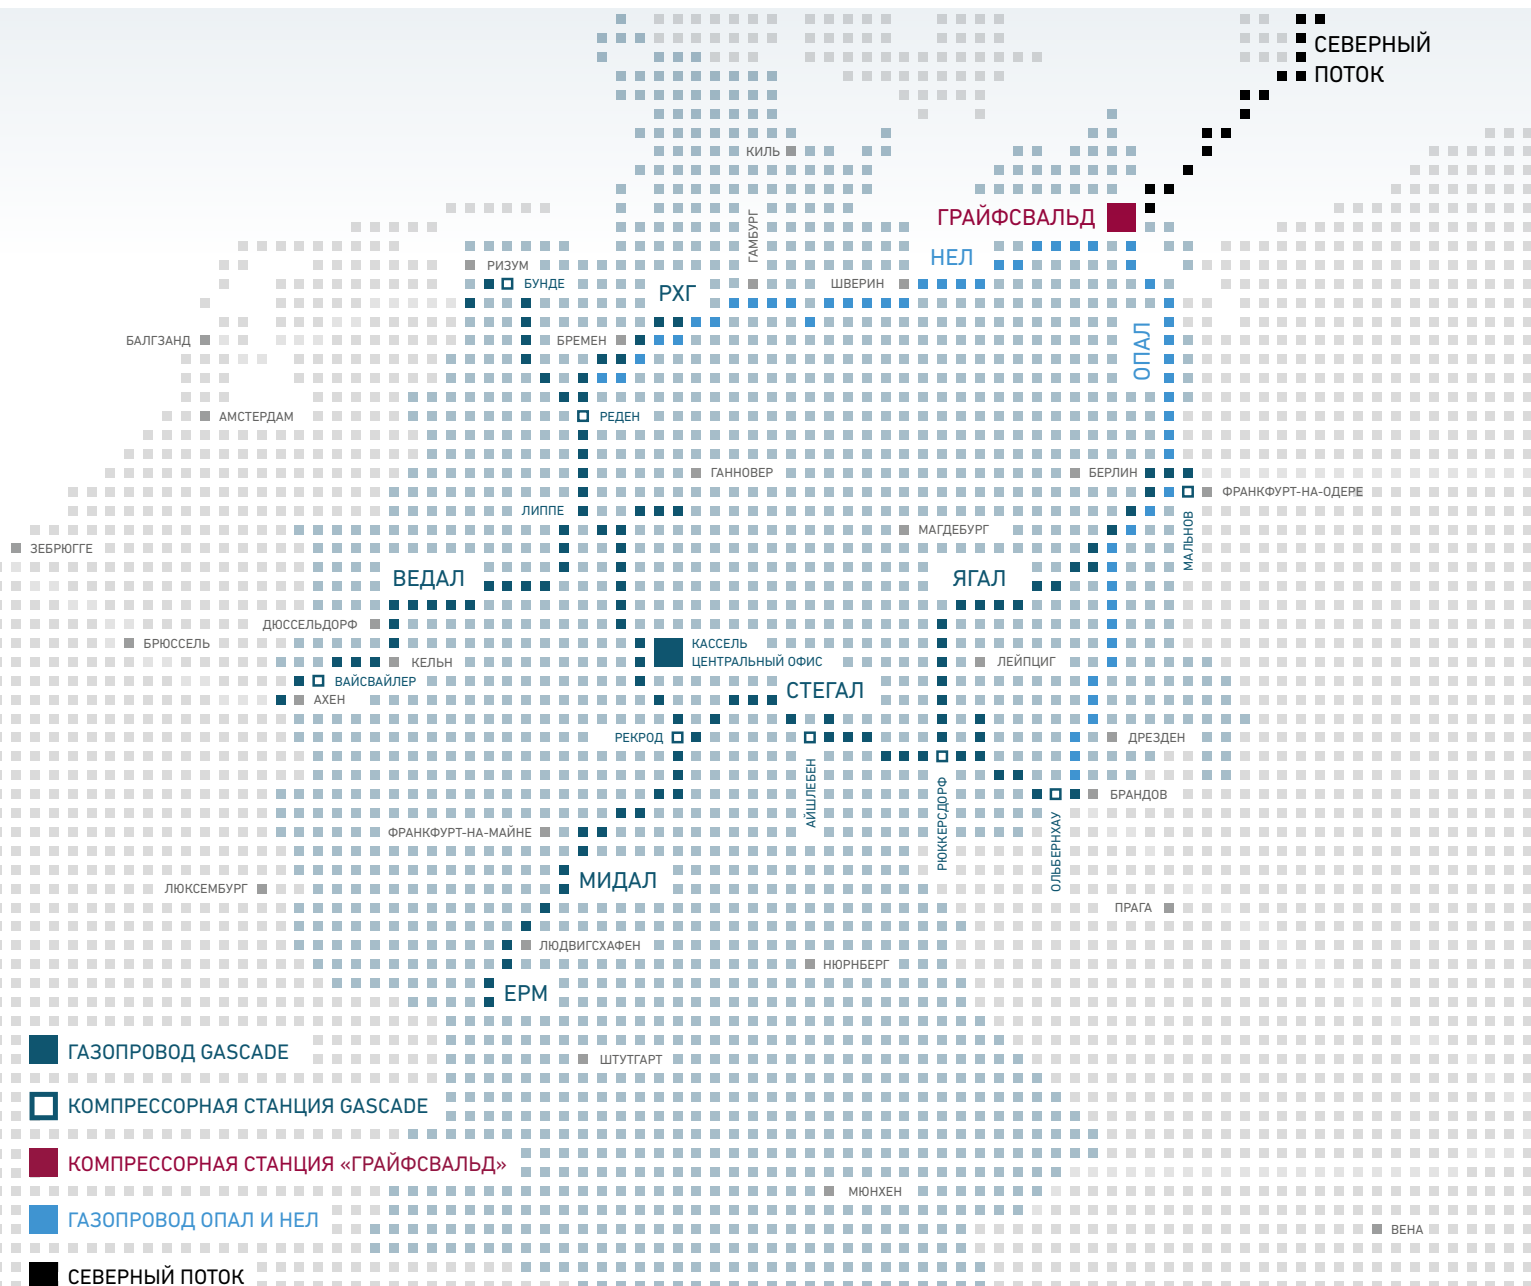 СЕВЕРНЫЙ
ПОТОК
КИЛЬ
ГРАЙФСВАЛЬД
ГАМБУРГ
НЕЛ
РИЗУМ
БУНДЕ
РХГ
ШВЕРИН
БАЛГЗАНД
БРЕМЕН
ОПАЛ
АМСТЕРДАМ
РЕДЕН
ГАННОВЕР
БЕРЛИН
ФРАНКФУРТ-НА-ОДЕРЕ
ЛИППЕ
МАГДЕБУРГ
МАЛЬНОВ
ЗЕБРЮГГЕ
ВЕДАЛ
ЯГАЛ
ДЮССЕЛЬДОРФ
БРЮССЕЛЬ
КАССЕЛЬ
ЦЕНТРАЛЬНЫЙ ОФИС
КЕЛЬН
ЛЕЙПЦИГ
ВАЙСВАЙЛЕР
СТЕГАЛ
АХЕН
РЕКРОД
ДРЕЗДЕН
АЙШЛЕБЕН
РЮККЕРСДОРФ
БРАНДОВ
ОЛЬБЕРНХАУ
ФРАНКФУРТ-НА-МАЙНЕ
МИДАЛ
ЛЮКСЕМБУРГ
ПРАГА
ЛЮДВИГСХАФЕН
НЮРНБЕРГ
ЕРМ
ГАЗОПРОВОД GASCADE
ШТУТГАРТ
КОМПРЕССОРНАЯ СТАНЦИЯ GASCADE
КОМПРЕССОРНАЯ СТАНЦИЯ «ГРАЙФСВАЛЬД»
МЮНХЕН
ГАЗОПРОВОД ОПАЛ И НЕЛ
ВЕНА
СЕВЕРНЫЙ ПОТОК